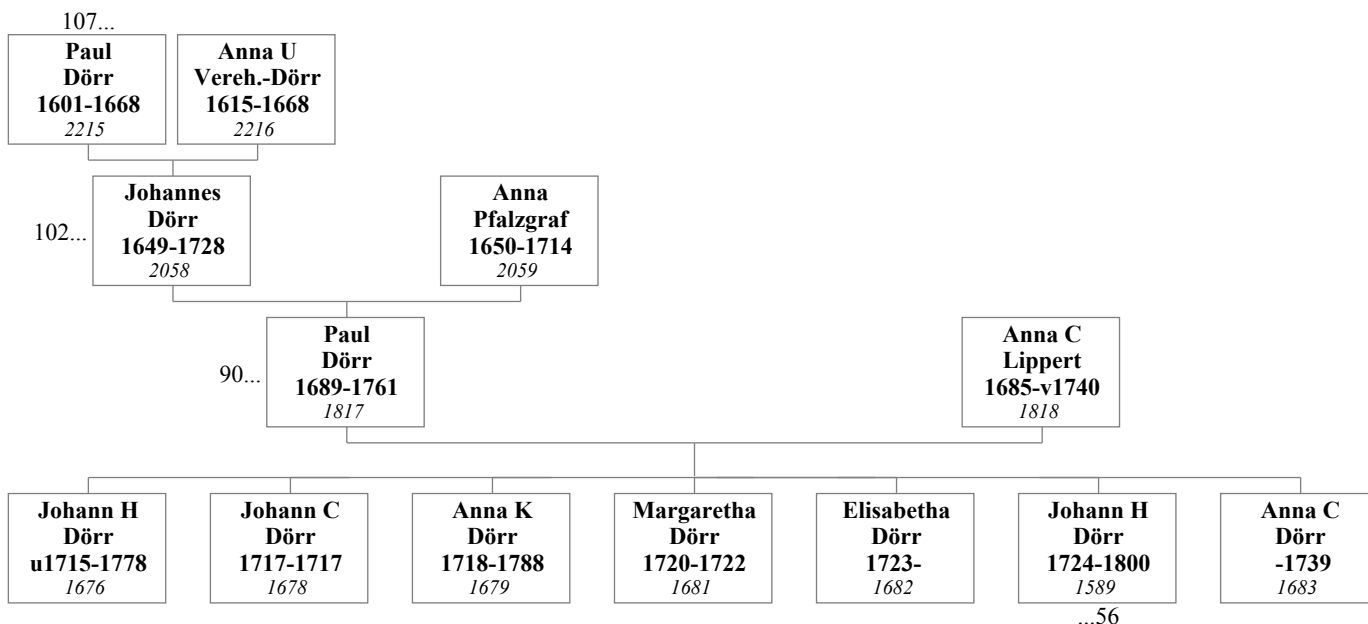 107...
Paul
Dörr
1601-1668
2215
Anna U
Vereh.-Dörr
1615-1668
2216
102...
Johannes
Dörr
1649-1728
2058
Anna
Pfalzgraf
1650-1714
2059
90...
Paul
Dörr
1689-1761
1817
Anna C
Lippert
1685-v1740
1818
Johann H
Dörr
u1715-1778
1676
Johann C
Dörr
1717-1717
1678
Anna K
Dörr
1718-1788
1679
Margaretha
Dörr
1720-1722
1681
Elisabetha
Dörr
1723-
1682
Johann H
Dörr
1724-1800
1589
...56
Anna C
Dörr
-1739
1683